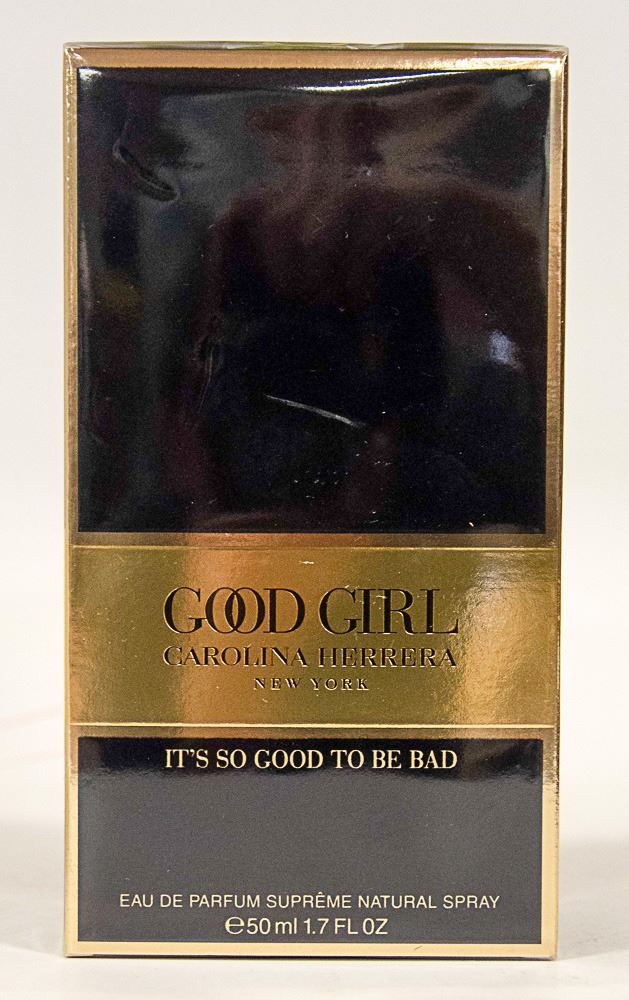 GOOD GIRL
CAROLINA HERRERA
NEW YORK
IT'S SO GOOD TO BE BAD
EAU DE PARFUM SUPRÊME NATURAL SPRAY
℮50 ml 1.7 FL OZ